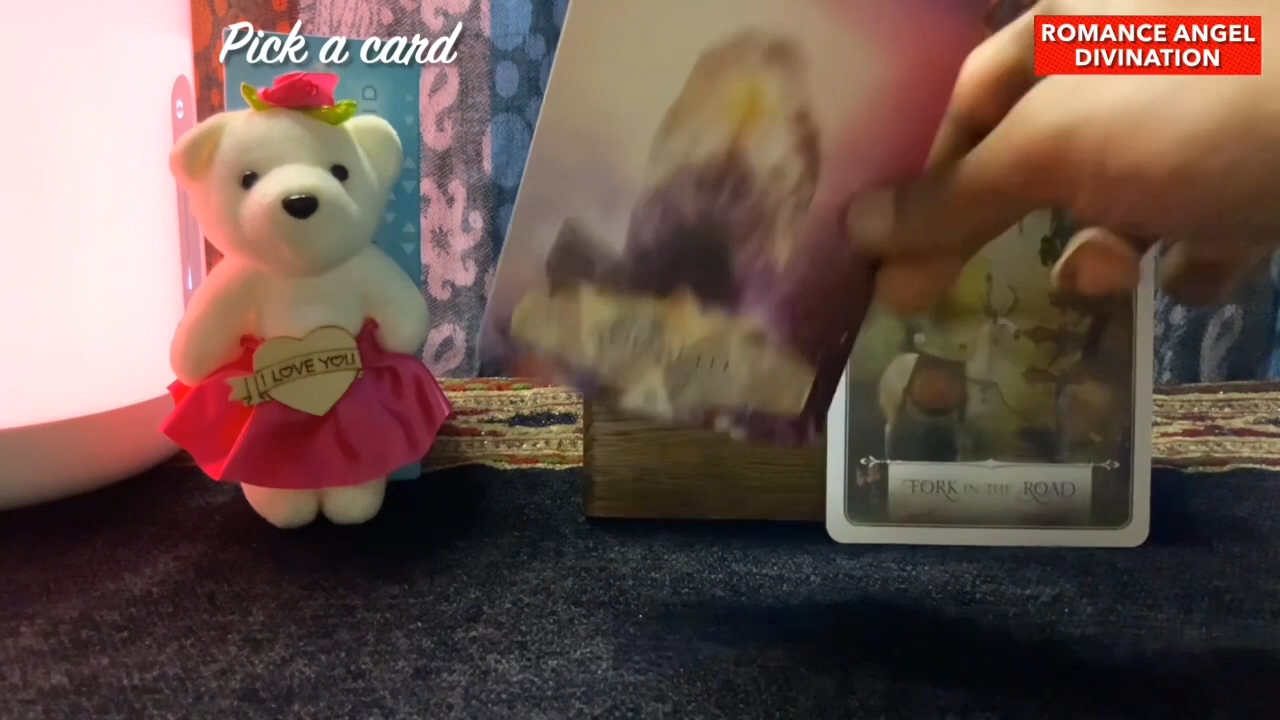 Pick a card
ROMANCE ANGEL
DIVINATION
I LOVE YOU
FORK IN THE ROAD